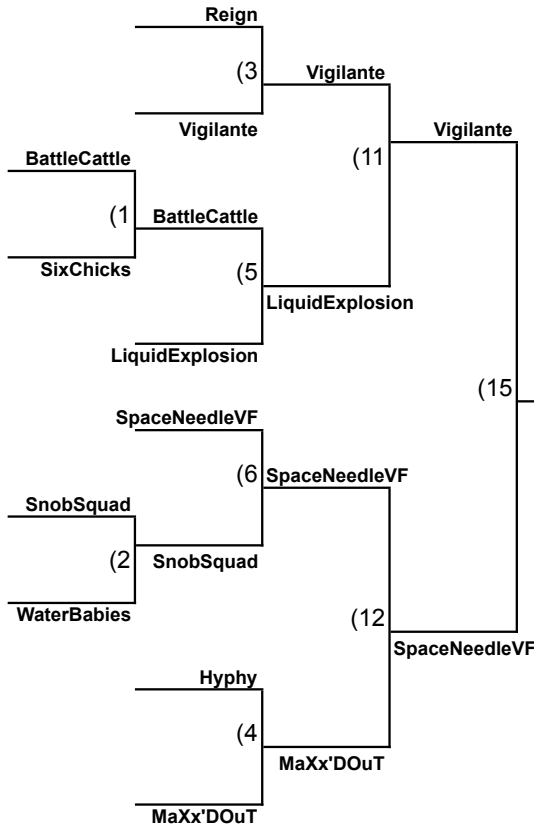 Reign
(3
Vigilante
Vigilante
Vigilante
BattleCattle
(11
(1
BattleCattle
SixChicks
(5
LiquidExplosion
LiquidExplosion
(15
SpaceNeedleVF
(6
SpaceNeedleVF
SnobSquad
(2
SnobSquad
WaterBabies
(12
SpaceNeedleVF
Hyphy
(4
MaXx'DOuT
MaXx'DOuT